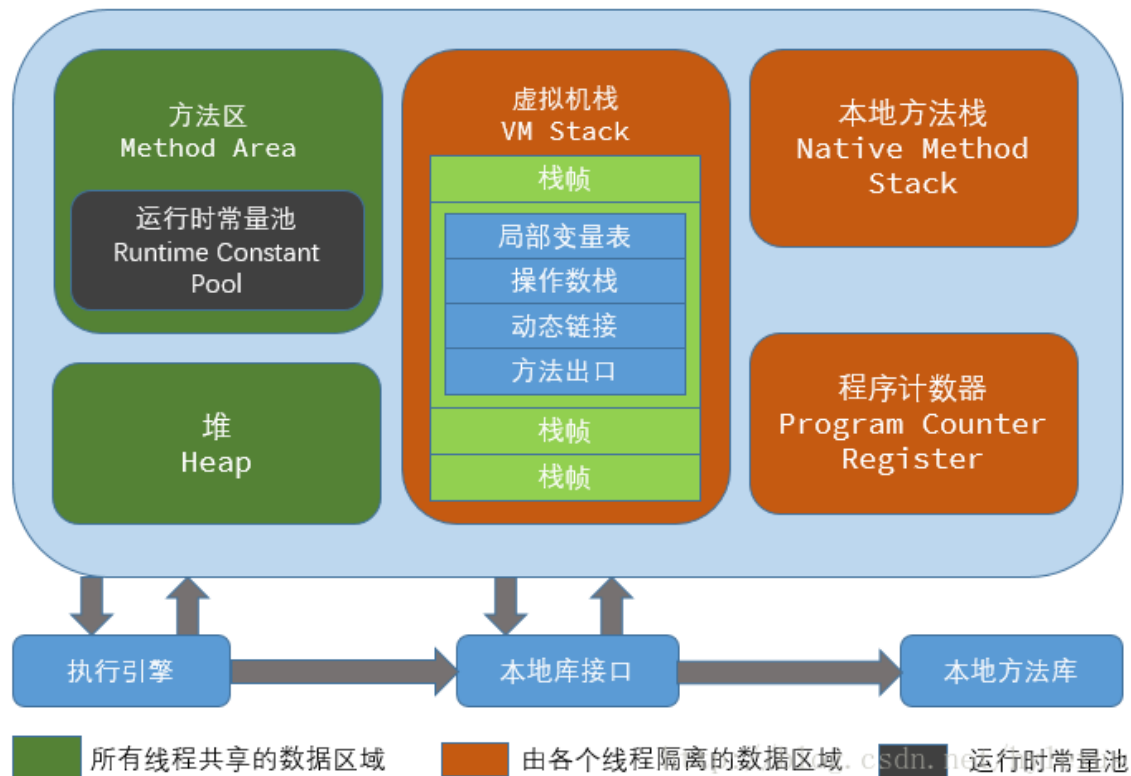 方法区
Method Area
运行时常量池
Runtime Constant
Pool
堆
Heap
虚拟机栈
VM Stack
栈帧
局部变量表
操作数栈
动态链接
方法出口
栈帧
栈帧
本地方法栈
Native Method
Stack
程序计数器
Program Counter
Register
执行引擎
本地库接口
本地方法库
所有线程共享的数据区域
由各个线程隔离的数据区域
运行时常量池